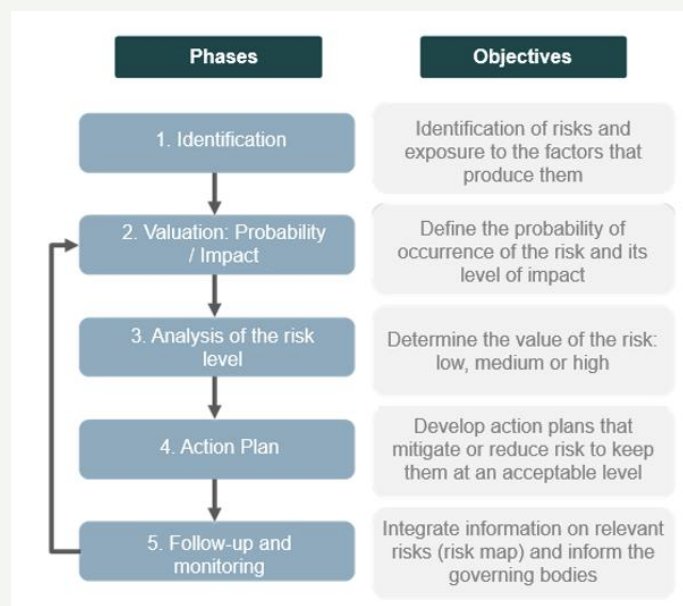 Phases
Objectives
1. Identification
Identification of risks and
exposure to the factors that
produce them
2. Valuation: Probability
/ Impact
Define the probability of
occurrence of the risk and its
level of impact
3. Analysis of the risk
level
Determine the value of the risk:
low, medium or high
4. Action Plan
Develop action plans that
mitigate or reduce risk to keep
them at an acceptable level
5. Follow-up and
monitoring
Integrate information on relevant
risks (risk map) and inform the
governing bodies